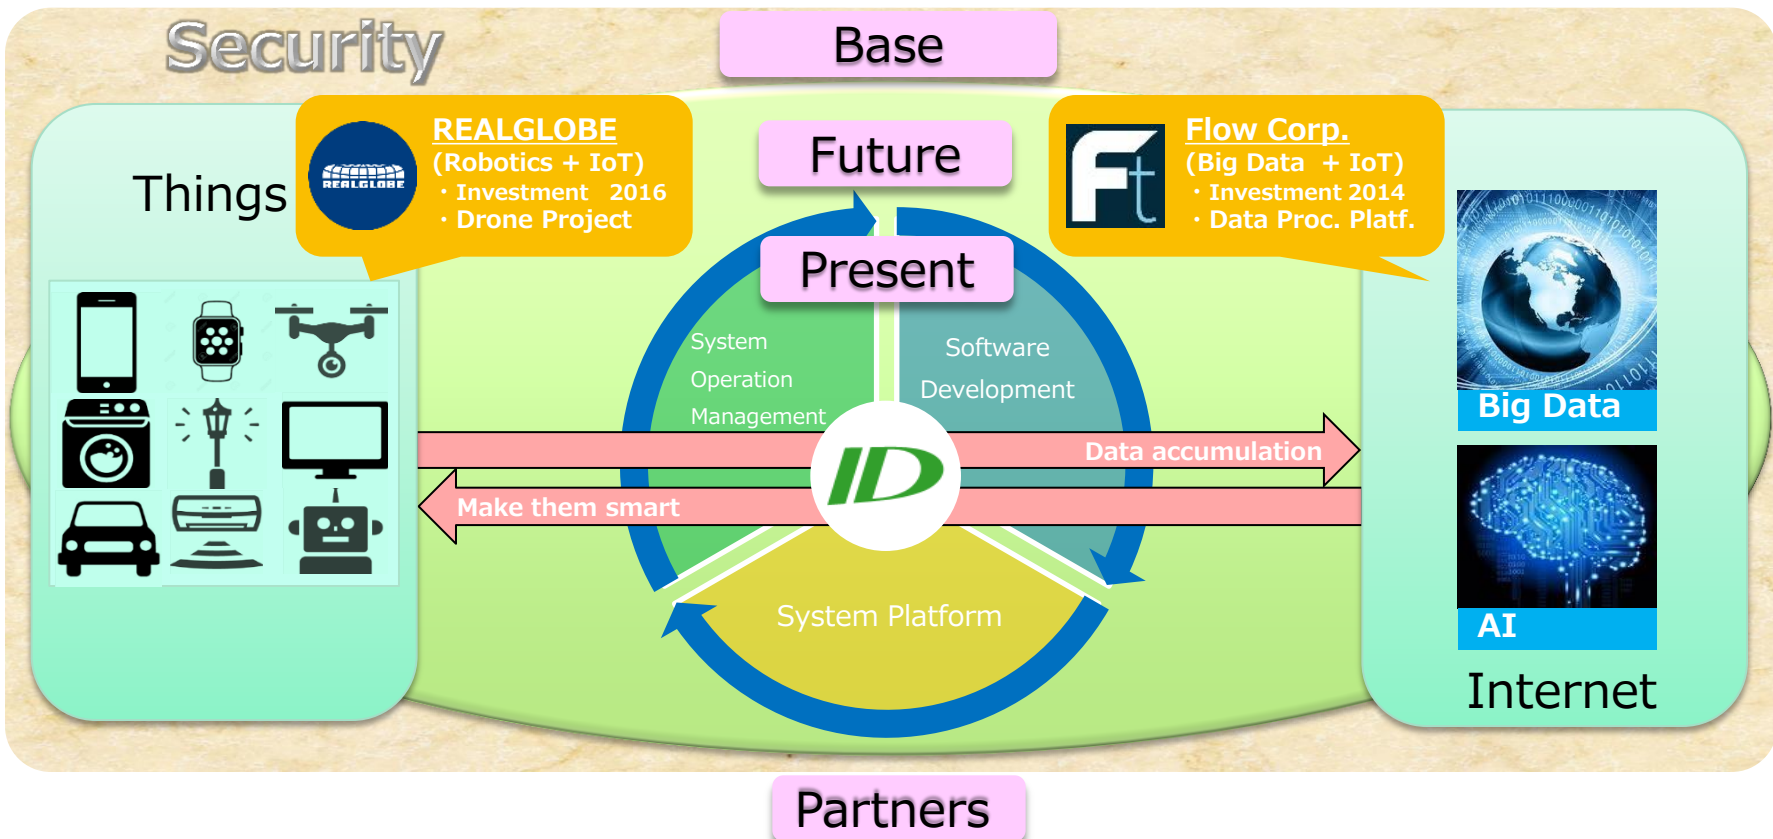 Security
Base
Things
REALGLOBE
REALGLOBE
(Robotics + IoT)
・Investment 2016
・Drone Project
Future
Ft
Flow Corp.
(Big Data + IoT)
・Investment 2014
・Data Proc. Platf.
Present
System
Operation
Management
Software
Development
Big Data
Data accumulation
ID
Make them smart
System Platform
AI
Internet
Partners